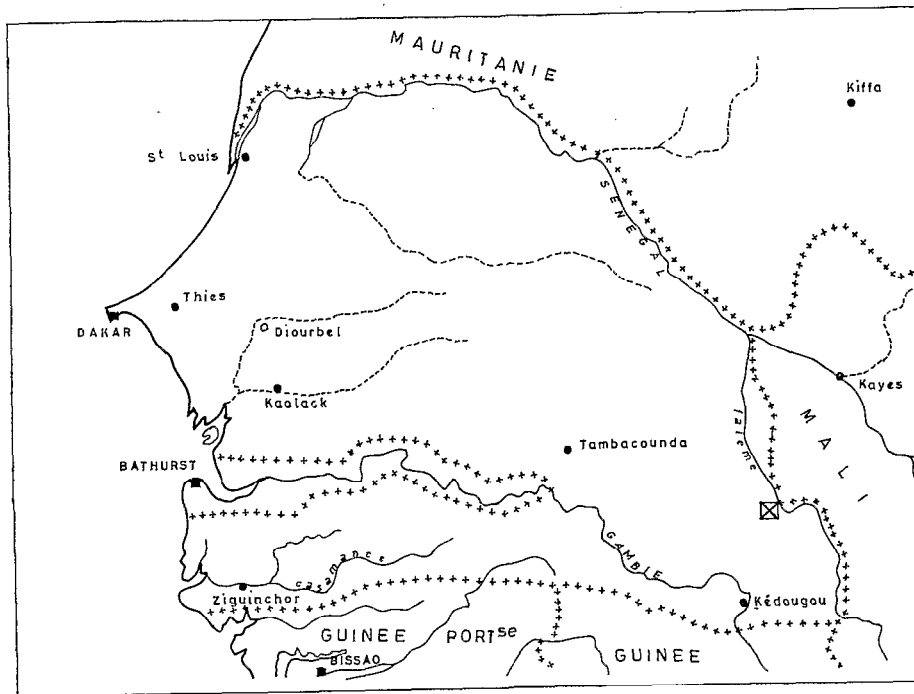 MAURITANIE
Kiffa
St Louis
SENEGAL
Thies
DAKAR
Diourbel
Kayes
Kaolack
MALI
Tambacounda
faleme
BATHURST
GAMBIE
casamance
Ziguinchor
Kédougou
GUINEE PORTse
GUINEE
BISSAO